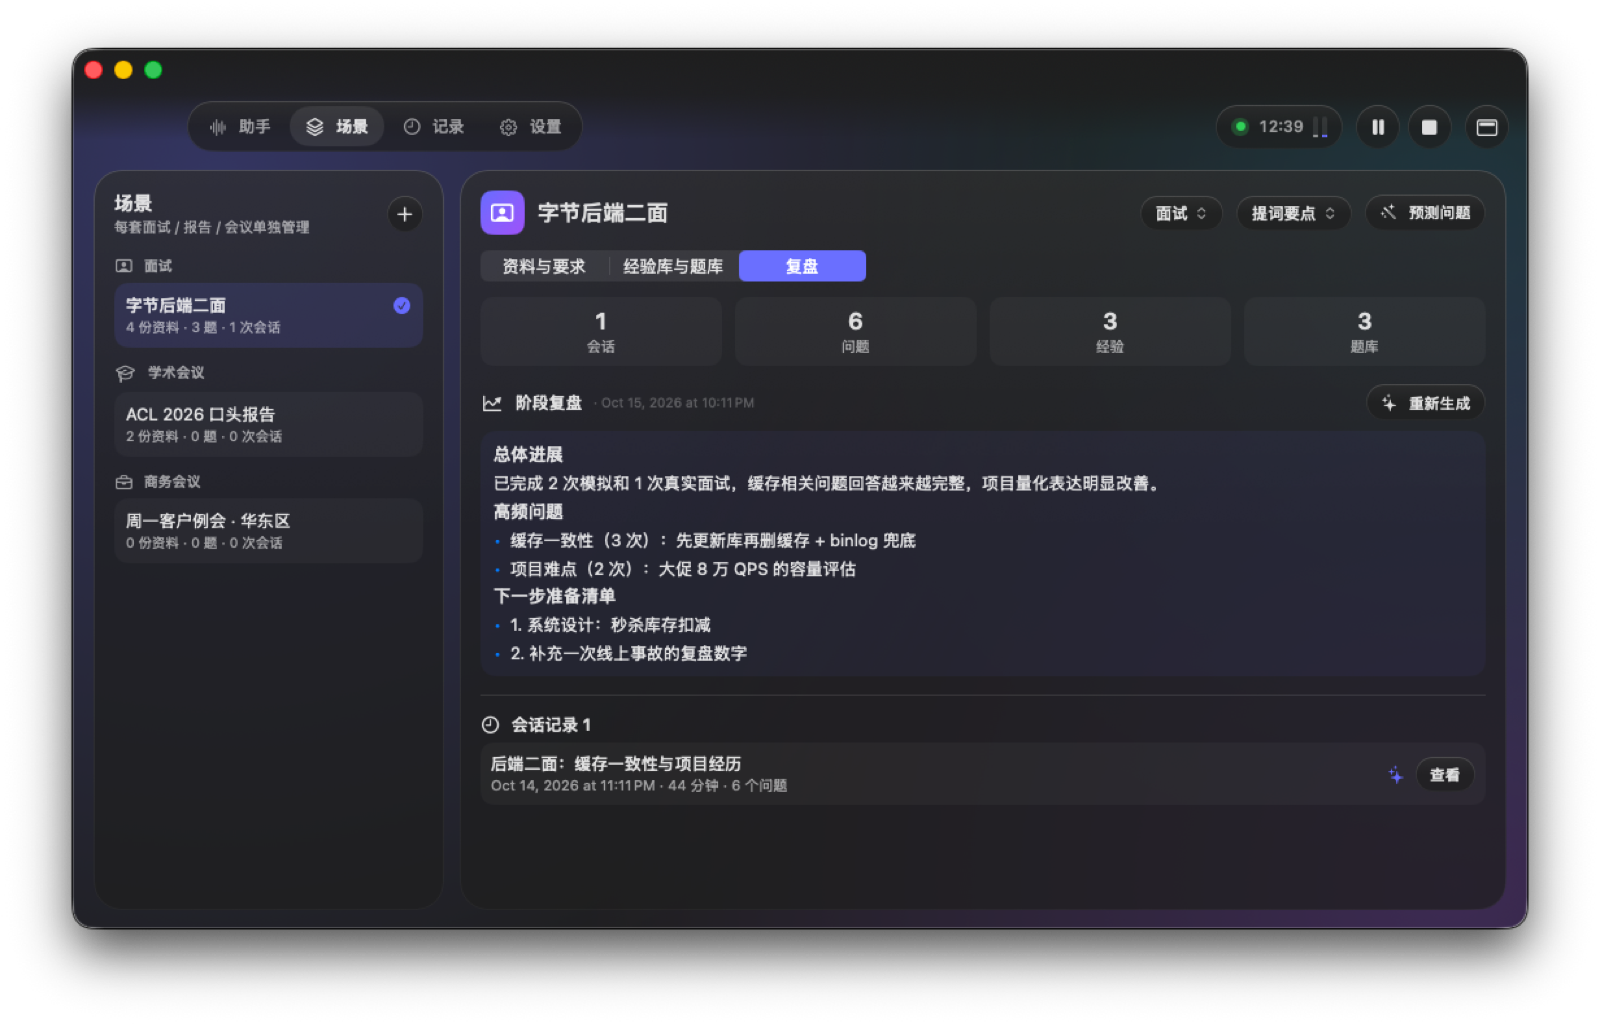 助手 场景 记录 设置
12:39
场景
每套面试 / 报告 / 会议单独管理
面试
字节后端二面
4 份资料 · 3 题 · 1 次会话
学术会议
ACL 2026 口头报告
2 份资料 · 0 题 · 0 次会话
商务会议
周一客户例会 · 华东区
0 份资料 · 0 题 · 0 次会话
字节后端二面
面试 提词要点 预测问题
资料与要求 经验库与题库 复盘
1 6 3 3
会话 问题 经验 题库
阶段复盘 · Oct 15, 2026 at 10:11 PM 重新生成
总体进展
已完成 2 次模拟和 1 次真实面试，缓存相关问题回答越来越完整，项目量化表达明显改善。
高频问题
• 缓存一致性（3 次）：先更新库再删缓存 + binlog 兜底
• 项目难点（2 次）：大促 8 万 QPS 的容量评估
下一步准备清单
• 1. 系统设计：秒杀库存扣减
• 2. 补充一次线上事故的复盘数字
会话记录 1
后端二面：缓存一致性与项目经历
Oct 14, 2026 at 11:11 PM · 44 分钟 · 6 个问题
查看